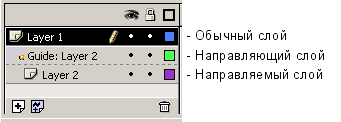 Layer 1 - Обычный слой
Guide: Layer 2 - Направляющий слой
Layer 2 - Направляемый слой